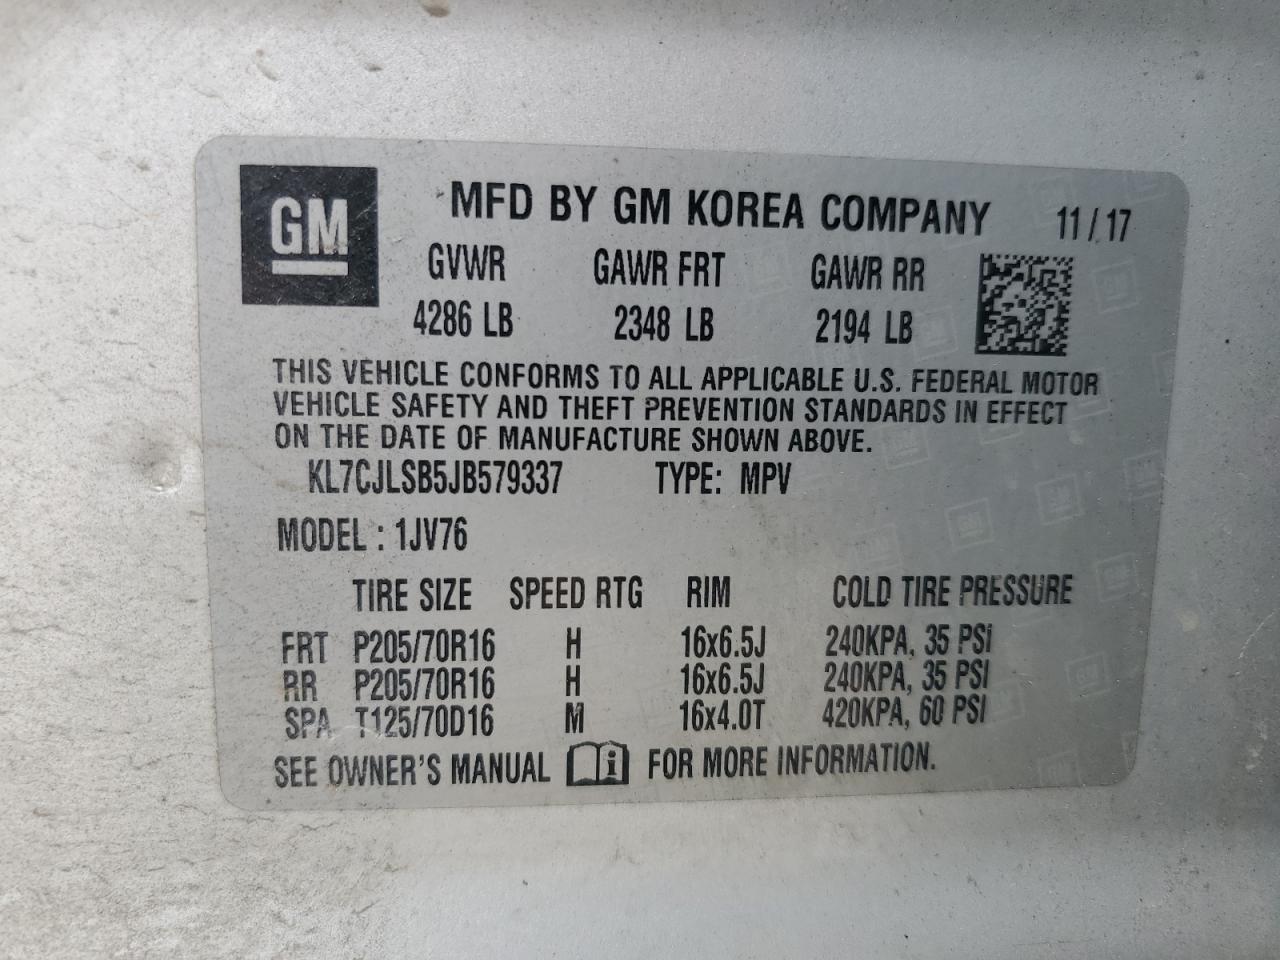 GM
MFD BY GM KOREA COMPANY 11/17
GVWR GAWR FRT GAWR RR
4286 LB 2348 LB 2194 LB
THIS VEHICLE CONFORMS TO ALL APPLICABLE U.S. FEDERAL MOTOR
VEHICLE SAFETY AND THEFT PREVENTION STANDARDS IN EFFECT
ON THE DATE OF MANUFACTURE SHOWN ABOVE.
KL7CJLSB5JB579337 TYPE: MPV
MODEL : 1JV76
TIRE SIZE SPEED RTG RIM COLD TIRE PRESSURE
FRT P205/70R16 H 16x6.5J 240KPA, 35 PSI
RR P205/70R16 H 16x6.5J 240KPA, 35 PSI
SPA T125/70D16 M 16x4.0T 420KPA, 60 PSI
SEE OWNER'S MANUAL i FOR MORE INFORMATION.